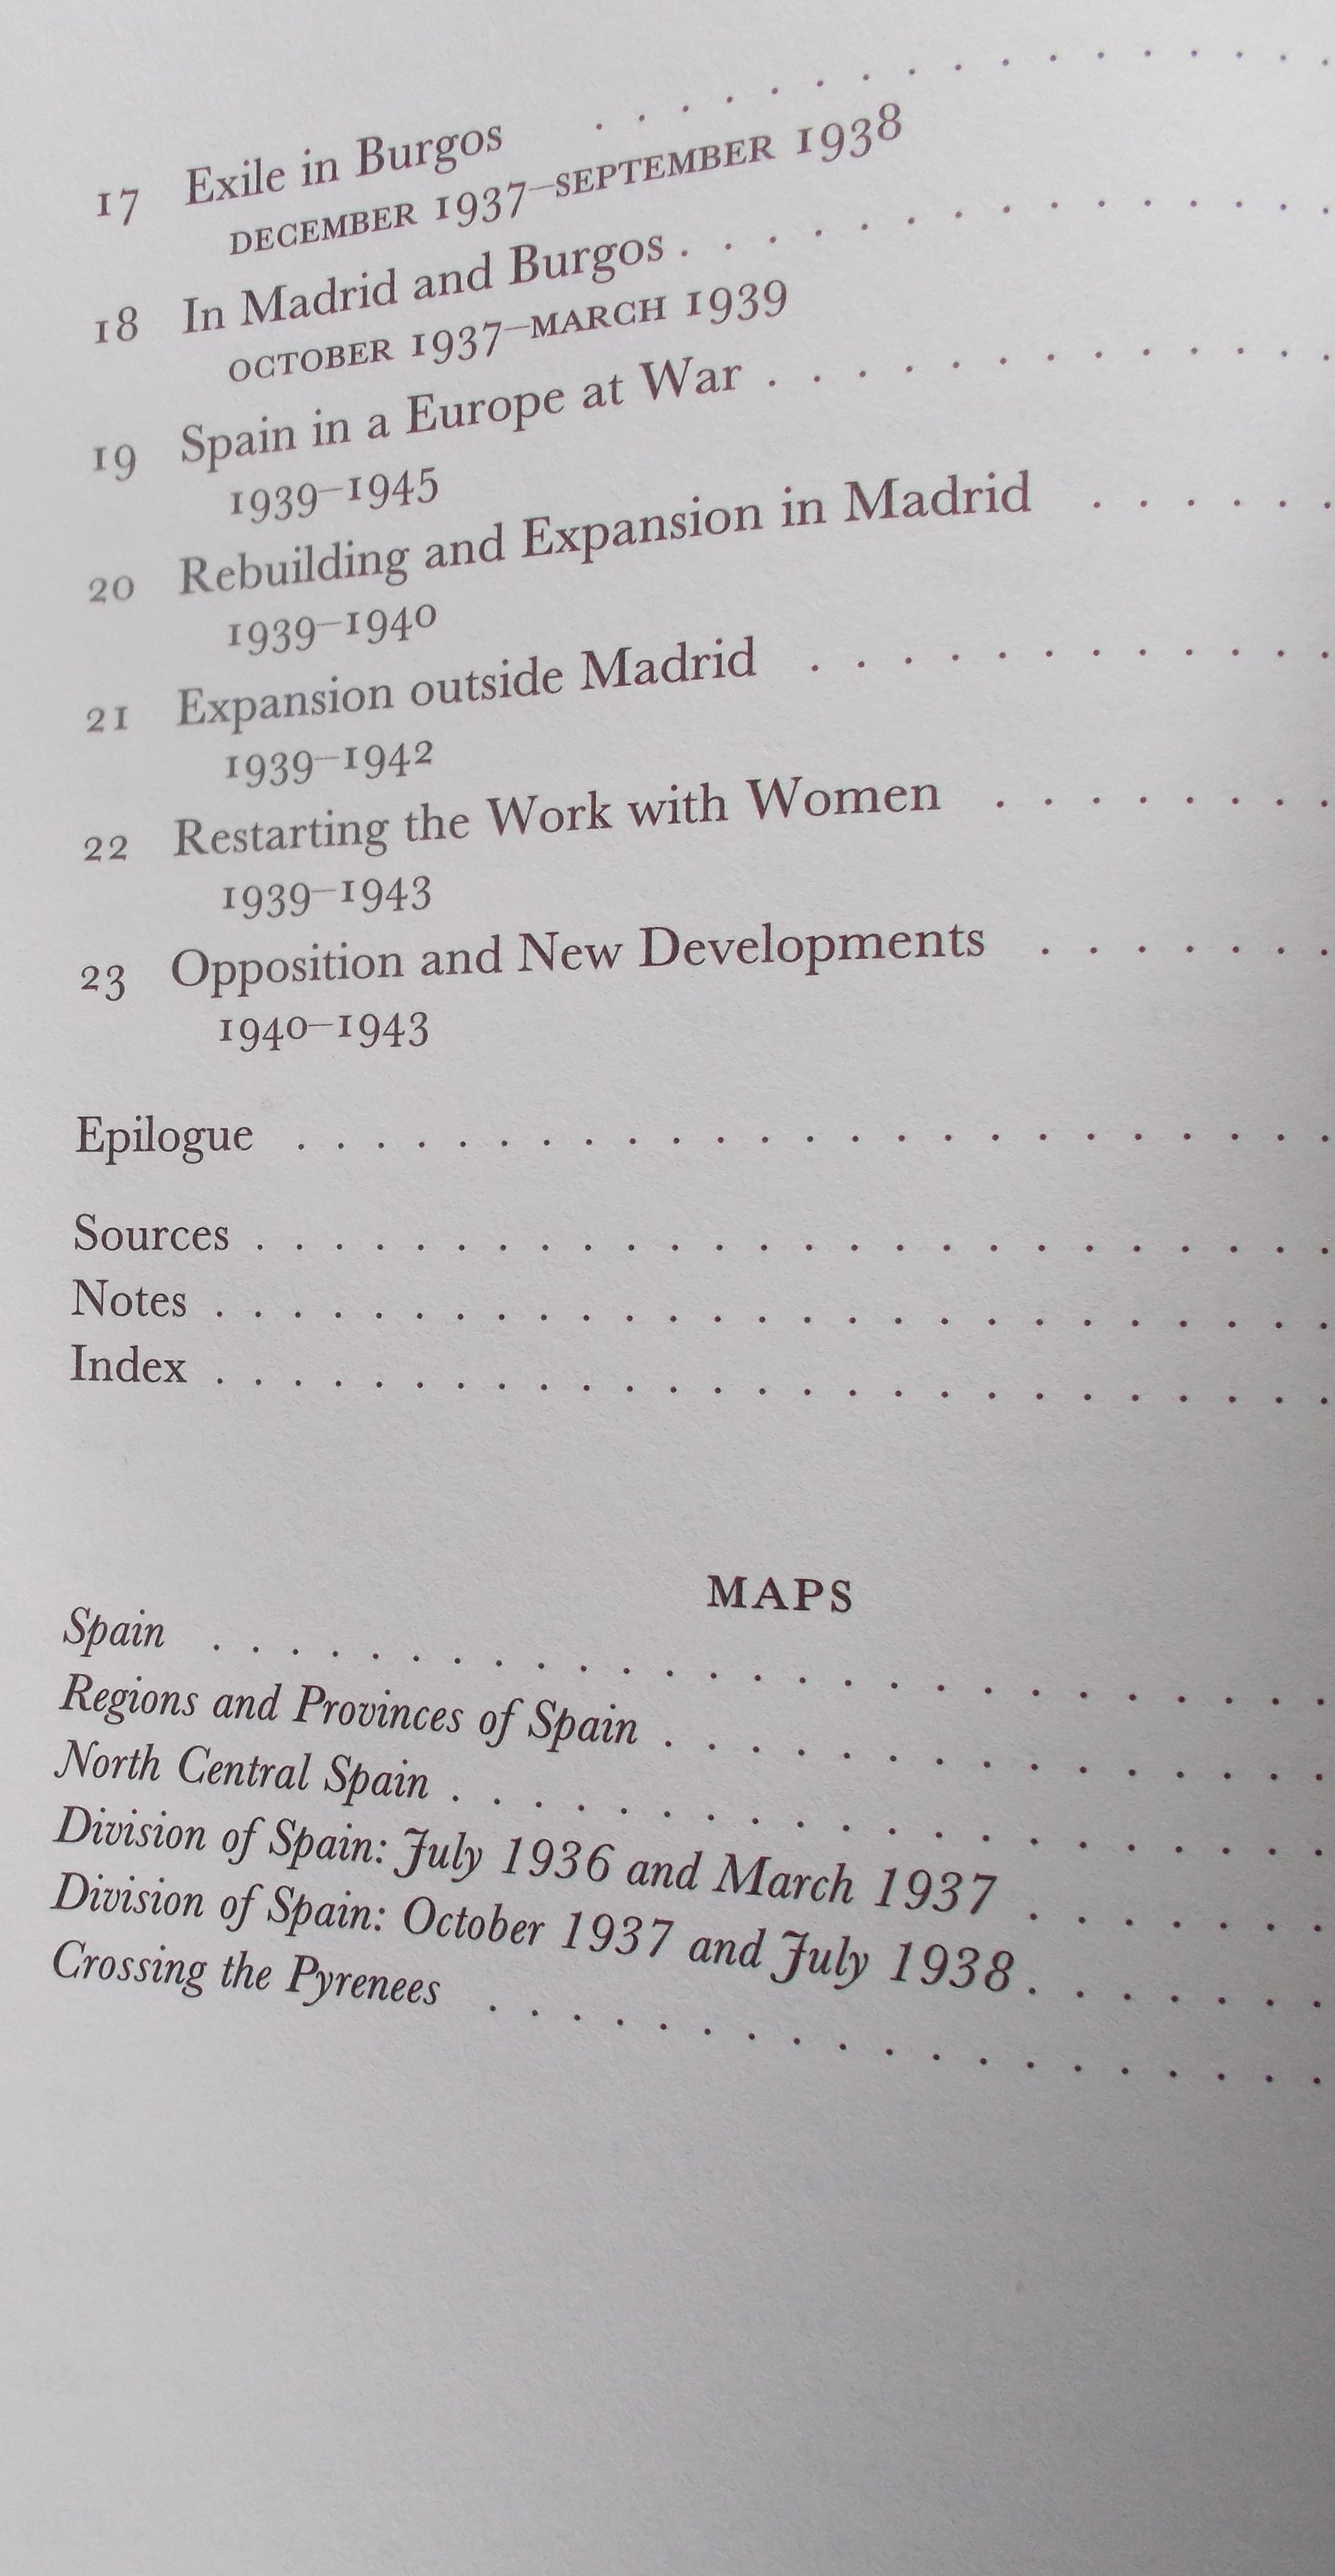 17 Exile in Burgos . . . . . . . . . . . . . . . . .
DECEMBER 1937–SEPTEMBER 1938
18 In Madrid and Burgos . . . . . . . . . . . . . . .
OCTOBER 1937–MARCH 1939
19 Spain in a Europe at War . . . . . . . . . . . . .
1939–1945
20 Rebuilding and Expansion in Madrid . . . . . .
1939–1940
21 Expansion outside Madrid . . . . . . . . . . . .
1939–1942
22 Restarting the Work with Women . . . . . . . .
1939–1943
23 Opposition and New Developments . . . . . . .
1940–1943
Epilogue . . . . . . . . . . . . . . . . . . . . . . . .
Sources . . . . . . . . . . . . . . . . . . . . . . . . .
Notes . . . . . . . . . . . . . . . . . . . . . . . . . .
Index . . . . . . . . . . . . . . . . . . . . . . . . . .
MAPS
Spain . . . . . . . . . . . . . . . . . . . . . . . . . .
Regions and Provinces of Spain . . . . . . . . . . . . . . .
North Central Spain . . . . . . . . . . . . . . . . . . . .
Division of Spain: July 1936 and March 1937 . . . . . . .
Division of Spain: October 1937 and July 1938 . . . . . . .
Crossing the Pyrenees . . . . . . . . . . . . . . . . . . .